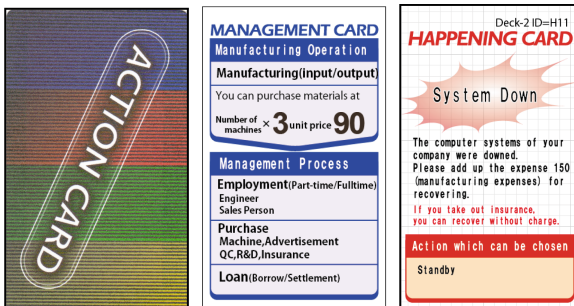 ACTION CARD
MANAGEMENT CARD
Manufacturing Operation
Manufacturing(input/output)
You can purchase materials at
Number of machines × 3 unit price 90
Management Process
Employment(Part-time/Fulltime)
Engineer
Sales Person
Purchase
Machine,Advertisement
QC,R&D,Insurance
Loan(Borrow/Settlement)
Deck-2 ID=H11
HAPPENING CARD
System Down
The computer systems of your
company were downed.
Please add up the expense 150
(manufacturing expenses) for
recovering.
If you take out insurance,
you can recover without charge.
Action which can be chosen
Standby